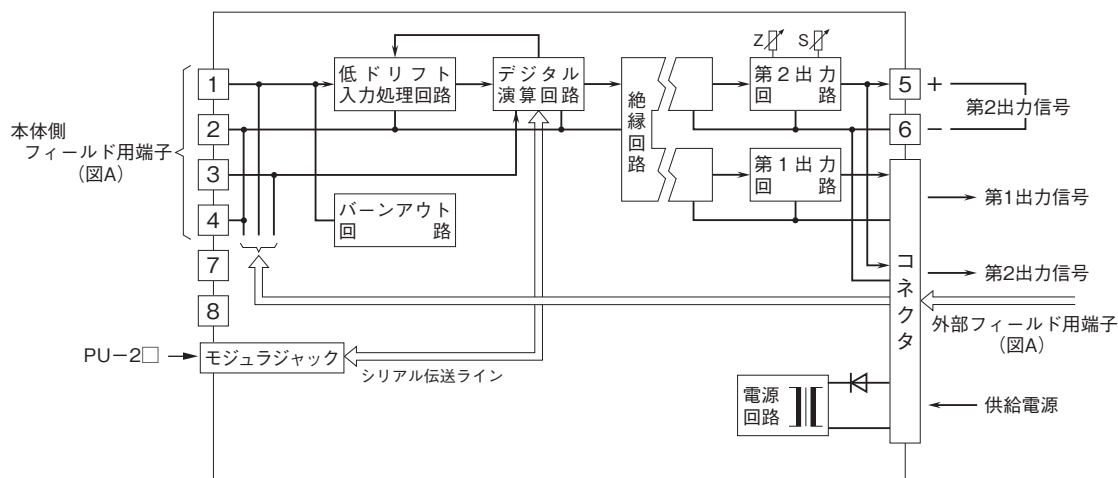 Z
S
1
低ドリフト
入力処理回路
デジタル
演算回路
絶縁回路
第2出力
回　　路
5
＋
第2出力信号
2
6
－
本体側
フィールド用端子
（図A）
3
第1出力
回　　路
第1出力信号
4
バーンアウト
回　　　　路
7
コネクタ
第2出力信号
8
外部フィールド用端子
（図A）
PU－2□
モジュラジャック
シリアル伝送ライン
電源
回路
供給電源